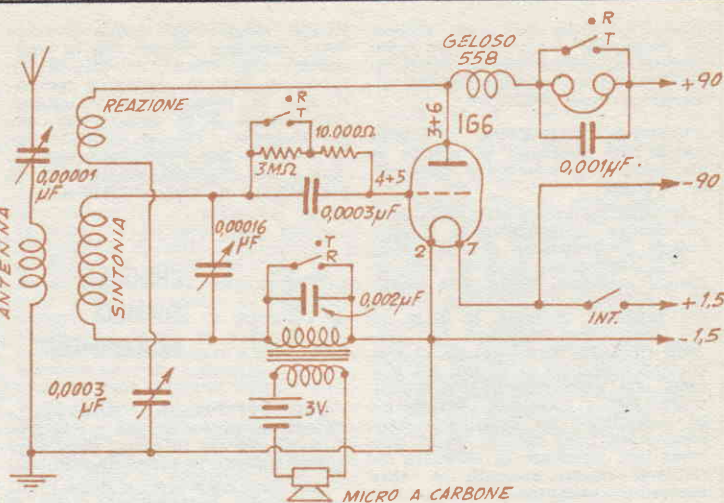 • R
T
GELOSO
558
+90
REAZIONE
• R
T
10.000Ω
3MΩ
3+6
1G6
0,001µF.
0,00001
µF
4+5
0,0003µF
-90
ANTENNA
SINTONIA
0,00016
µF
• T
R
2
7
0,002µF
INT.
+1,5
-1,5
0,0003
µF
3V.
MICRO A CARBONE